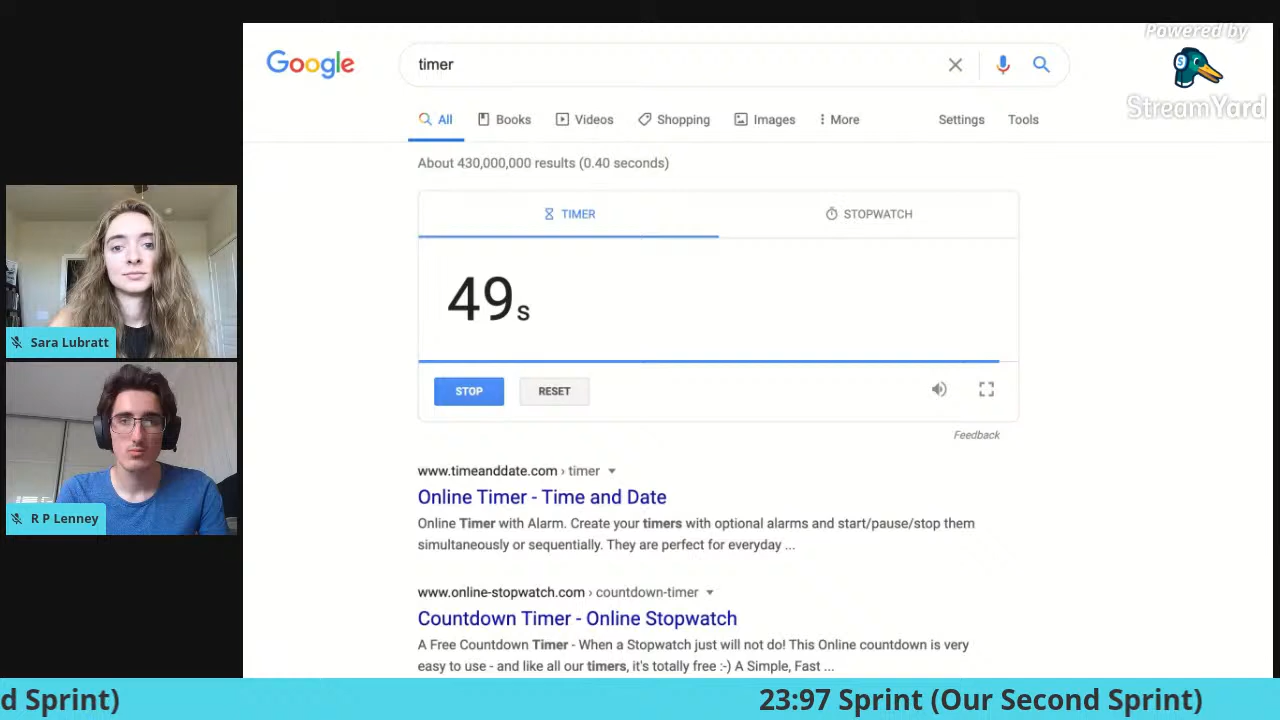 Powered by
StreamYard
Google
timer
All
Books
Videos
Shopping
Images
More
Settings
Tools
About 430,000,000 results (0.40 seconds)
TIMER
STOPWATCH
49s
STOP
RESET
Feedback
www.timeanddate.com › timer
Online Timer - Time and Date
Online Timer with Alarm. Create your timers with optional alarms and start/pause/stop them
simultaneously or sequentially. They are perfect for everyday ...
www.online-stopwatch.com › countdown-timer
Countdown Timer - Online Stopwatch
A Free Countdown Timer - When a Stopwatch just will not do! This Online countdown is very
easy to use - and like all our timers, it's totally free :-) A Simple, Fast ...
Sara Lubratt
R P Lenney
d Sprint)
23:97 Sprint (Our Second Sprint)